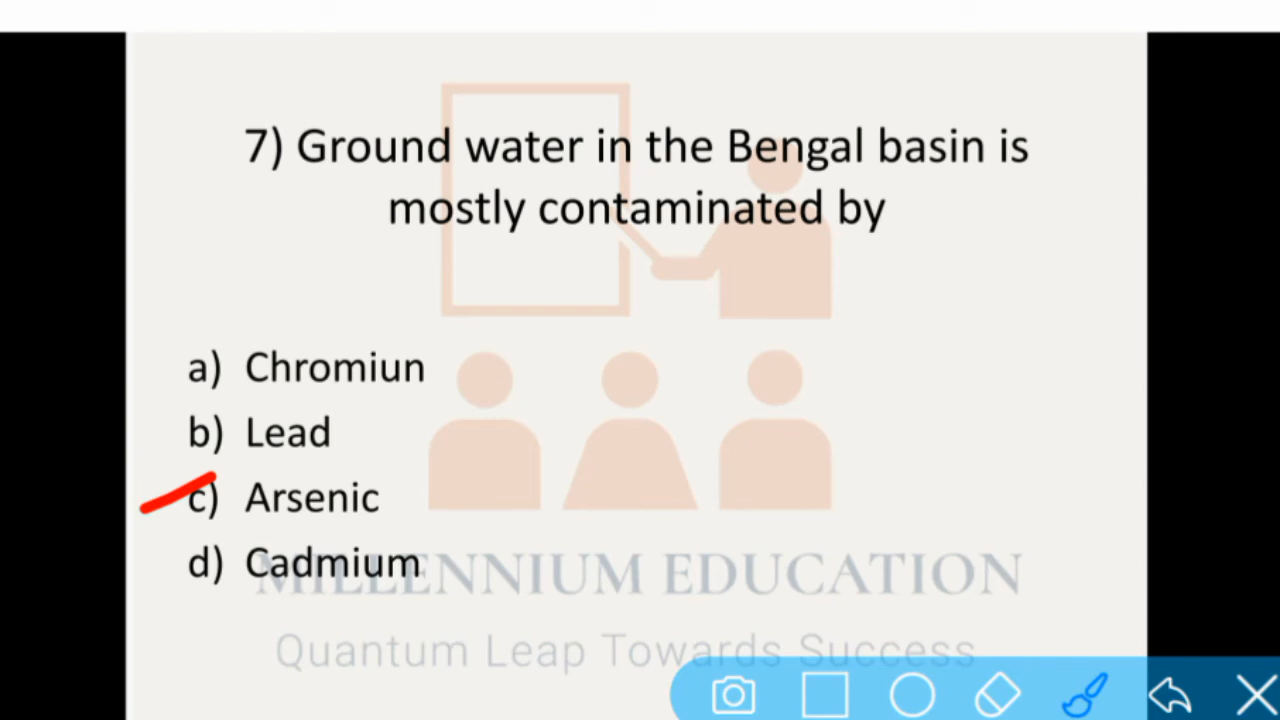 7) Ground water in the Bengal basin is
mostly contaminated by
a) Chromiun
b) Lead
c) Arsenic
d) Cadmium
MILLENNIUM EDUCATION
Quantum Leap Towards Success